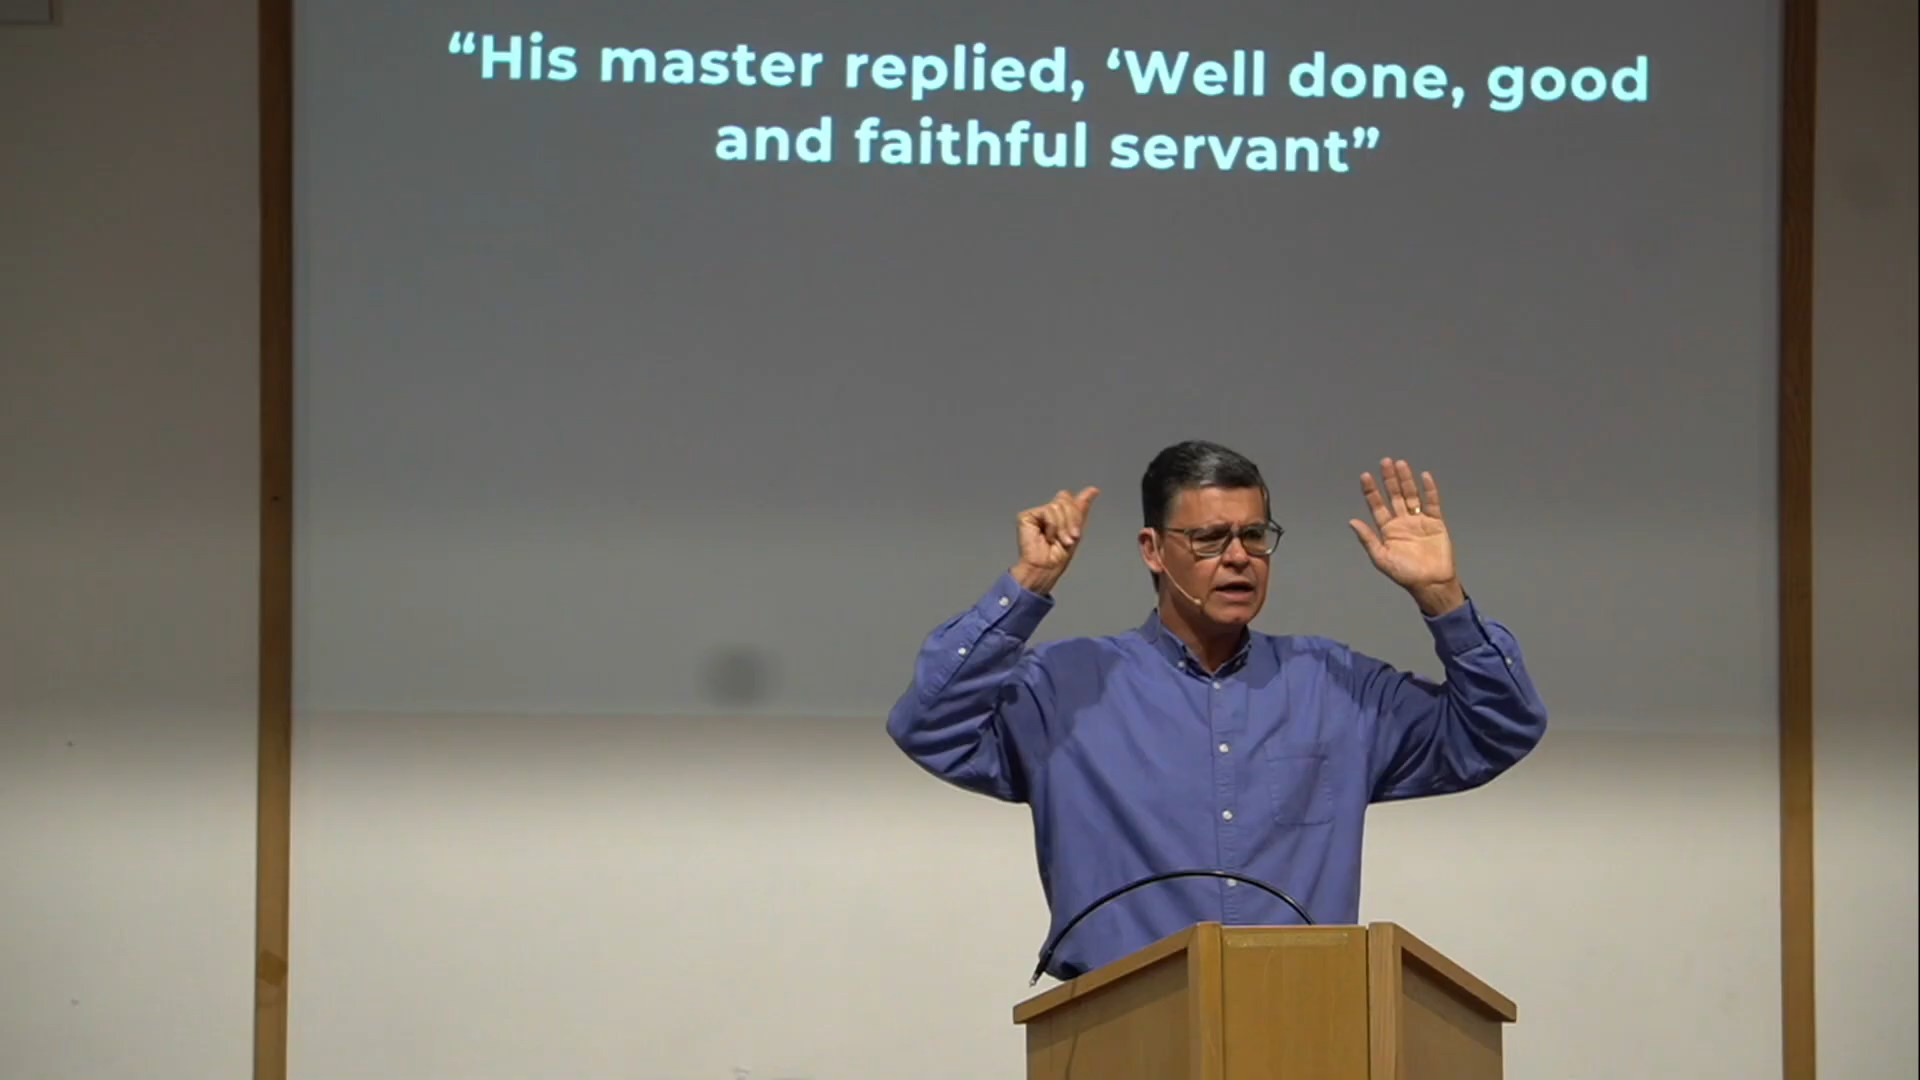 “His master replied, ‘Well done, good
and faithful servant”